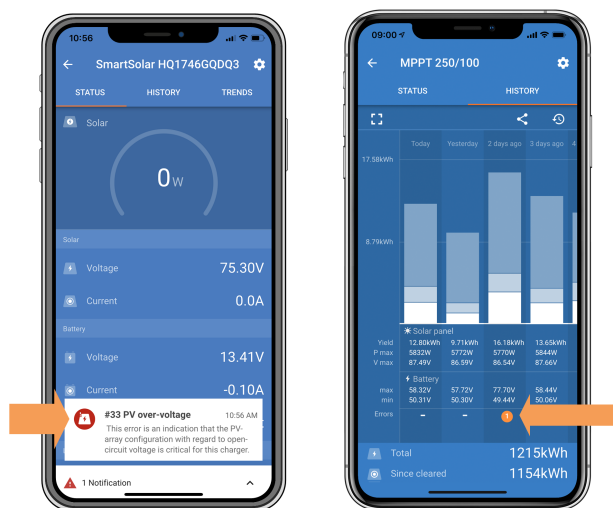 10:56
SmartSolar HQ1746GQDQ3
STATUS HISTORY TRENDS
Solar
0W
Solar
Voltage 75.30V
Current 0.0A
Battery
Voltage 13.41V
Current -0.10A
#33 PV over-voltage 10:56 AM
This error is an indication that the PV-
array configuration with regard to open-
circuit voltage is critical for this charger.
1 Notification
09:00
MPPT 250/100
STATUS HISTORY
Today Yesterday 2 days ago 3 days ago 4
17.58kWh
8.79kWh
Solar panel
Yield 12.80kWh 9.71kWh 16.18kWh 13.65kWh
P max 5832W 5772W 5770W 5844W
V max 87.49V 86.59V 86.54V 87.66V
Battery
max 58.32V 57.72V 77.70V 58.44V
min 50.31V 50.30V 49.44V 50.06V
Errors – – 1
Total 1215kWh
Since cleared 1154kWh